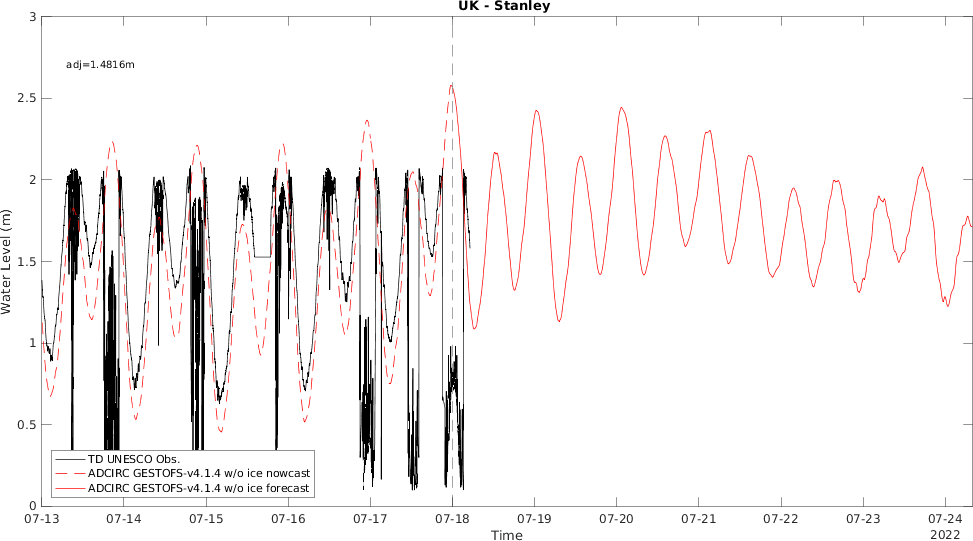 UK - Stanley
3
adj=1.4816m
2.5
2
Water Level (m)
1.5
1
0.5
TD UNESCO Obs.
ADCIRC GESTOFS-v4.1.4 w/o ice nowcast
ADCIRC GESTOFS-v4.1.4 w/o ice forecast
0
07-13 07-14 07-15 07-16 07-17 07-18 07-19 07-20 07-21 07-22 07-23 07-24
Time
2022